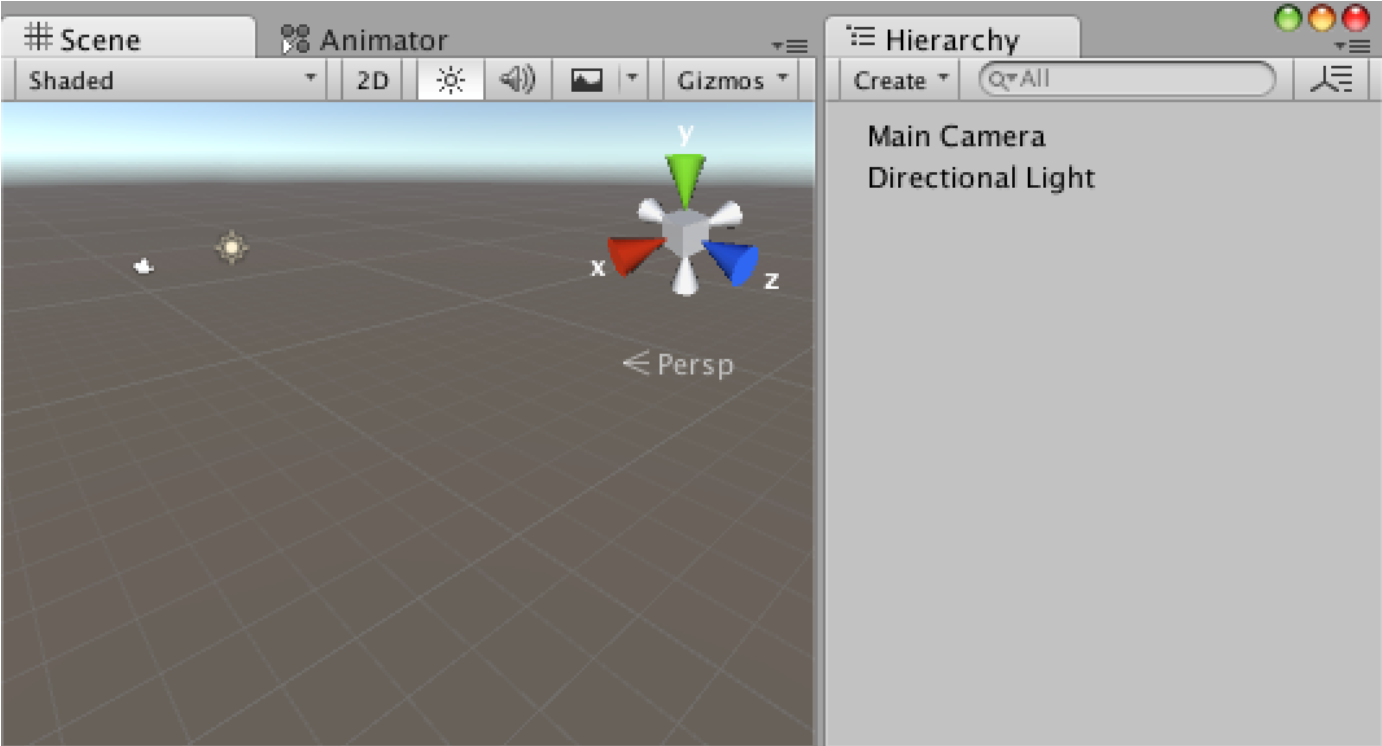 Scene
Animator
Hierarchy
Shaded
2D
Gizmos
Create
All
Main Camera
Directional Light
y
x
z
Persp